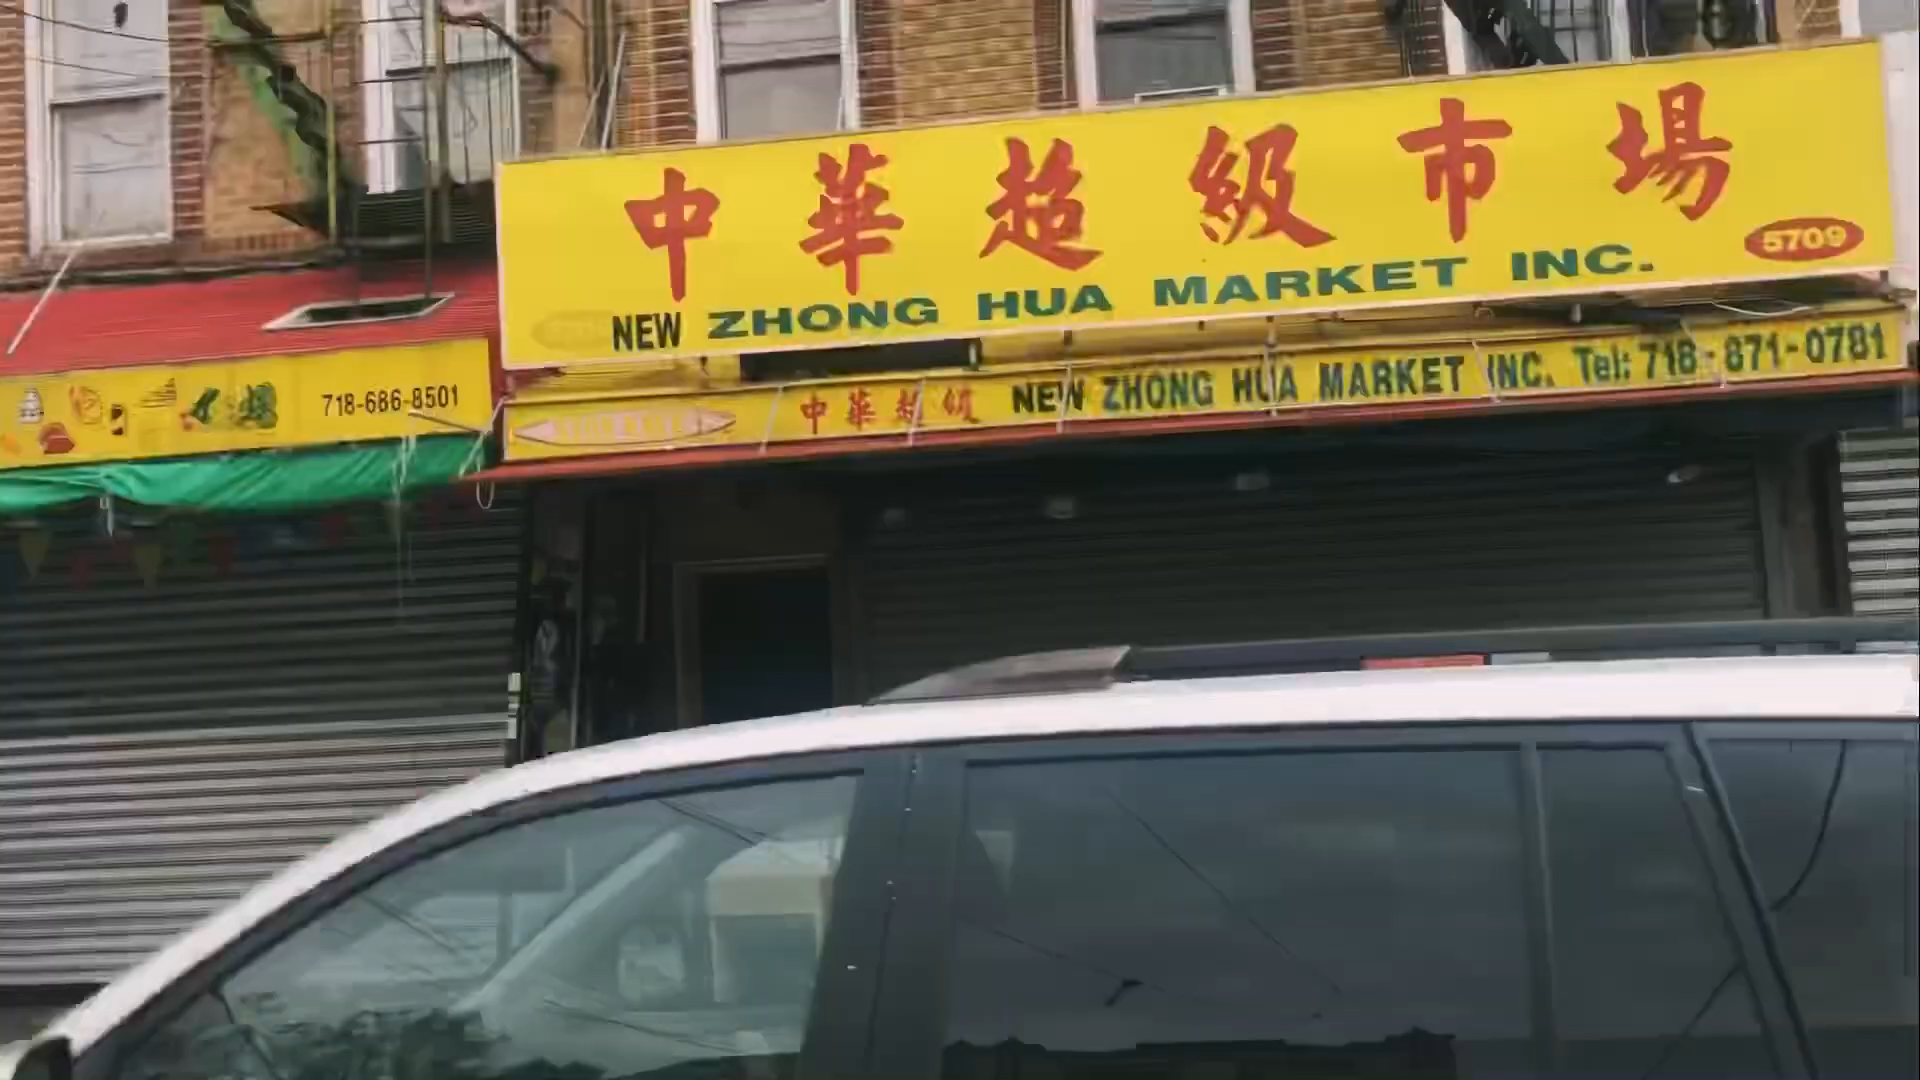 中華超級市場
5709
NEW ZHONG HUA MARKET INC.
718-686-8501
中華超級 NEW ZHONG HUA MARKET INC. Tel: 718-871-0781